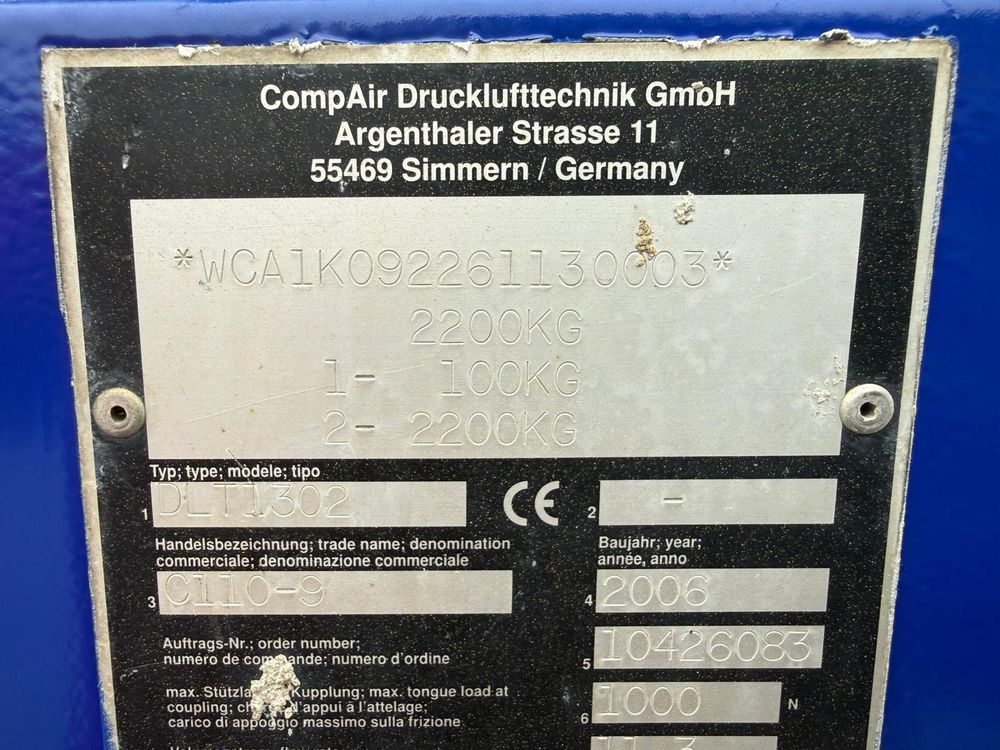 CompAir Drucklufttechnik GmbH
Argenthaler Strasse 11
55469 Simmern / Germany
*WCA1K092261130003*
2200KG
1- 100KG
2- 2200KG
Typ; type; modele; tipo
1 DLT1302
CE
2 -
Handelsbezeichnung; trade name; denomination
commerciale; denominazione commerciale
3 C110-9
Baujahr; year;
année, anno
4 2006
Auftrags-Nr.; order number;
numéro de commande; numero d'ordine
5 10426083
max. Kupplung; max. tongue load at
coupling; d'appui à l'attelage;
carico di appoggio massimo sulla frizione
6 1000 N